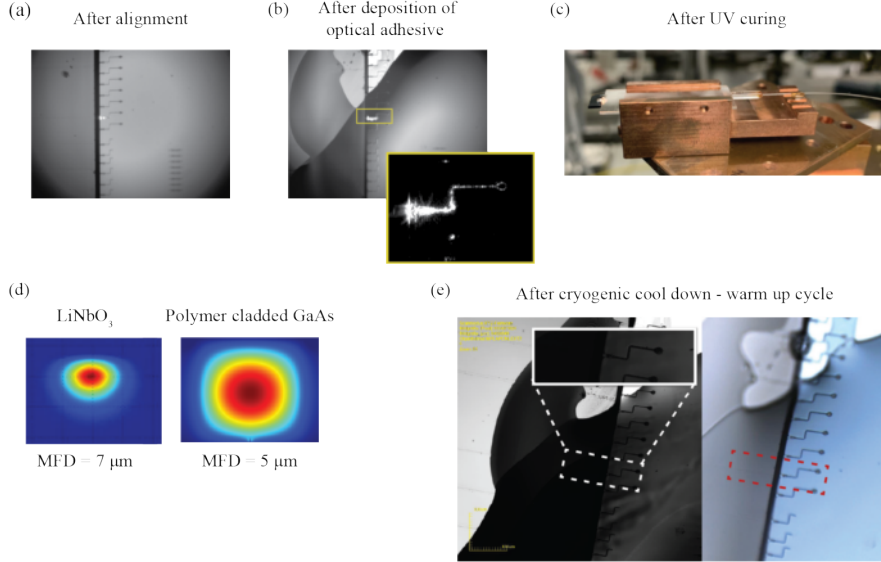 (a)
After alignment
(b)
After deposition of
optical adhesive
(c)
After UV curing
(d)
LiNbO₃
Polymer cladded GaAs
MFD = 7 μm
MFD = 5 μm
(e)
After cryogenic cool down - warm up cycle